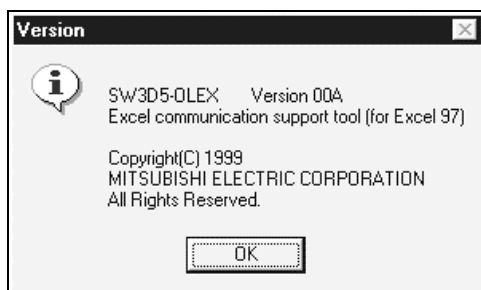 Version
SW3D5-OLEX Version 00A
Excel communication support tool (for Excel 97)
Copyright(C) 1999
MITSUBISHI ELECTRIC CORPORATION
All Rights Reserved.
OK